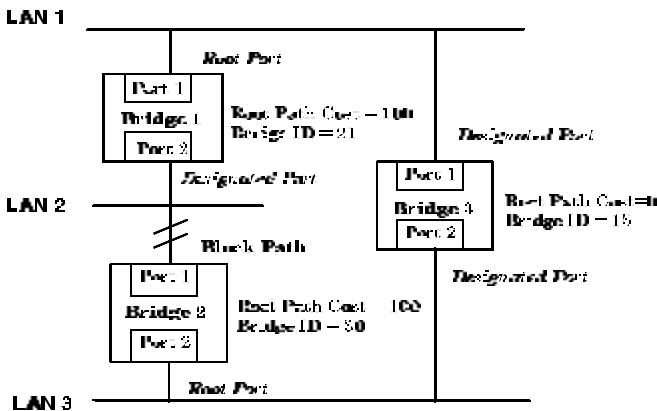 LAN 1
Root Port
Port 1
Bridge 1
Root Path Cost = 100
Bridge ID =
Port 2
Designated Port
LAN 2
Block Path
Port 1
Bridge 2
Root Path Cost = 100
Bridge ID =
Port 2
Root Port
LAN 3
Designated Port
Port 1
Bridge 3
Root Path Cost=0
Bridge ID = 15
Port 2
Designated Port